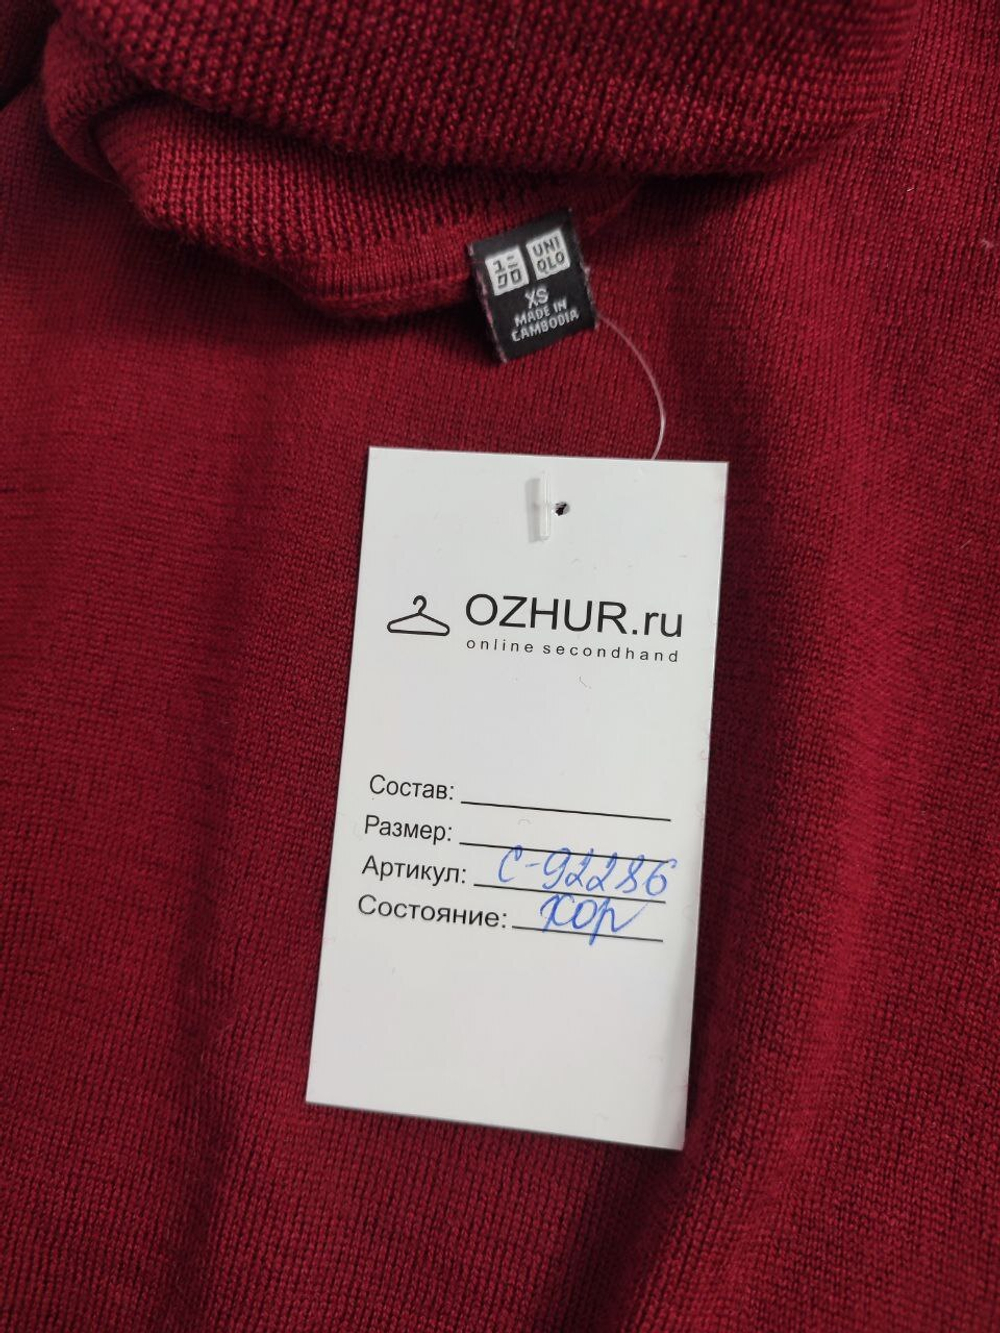 UNI
QLO
XS
MADE IN
CAMBODIA
OZHUR.ru
online secondhand
Состав:
Размер:
Артикул: С-92286
Состояние: хор